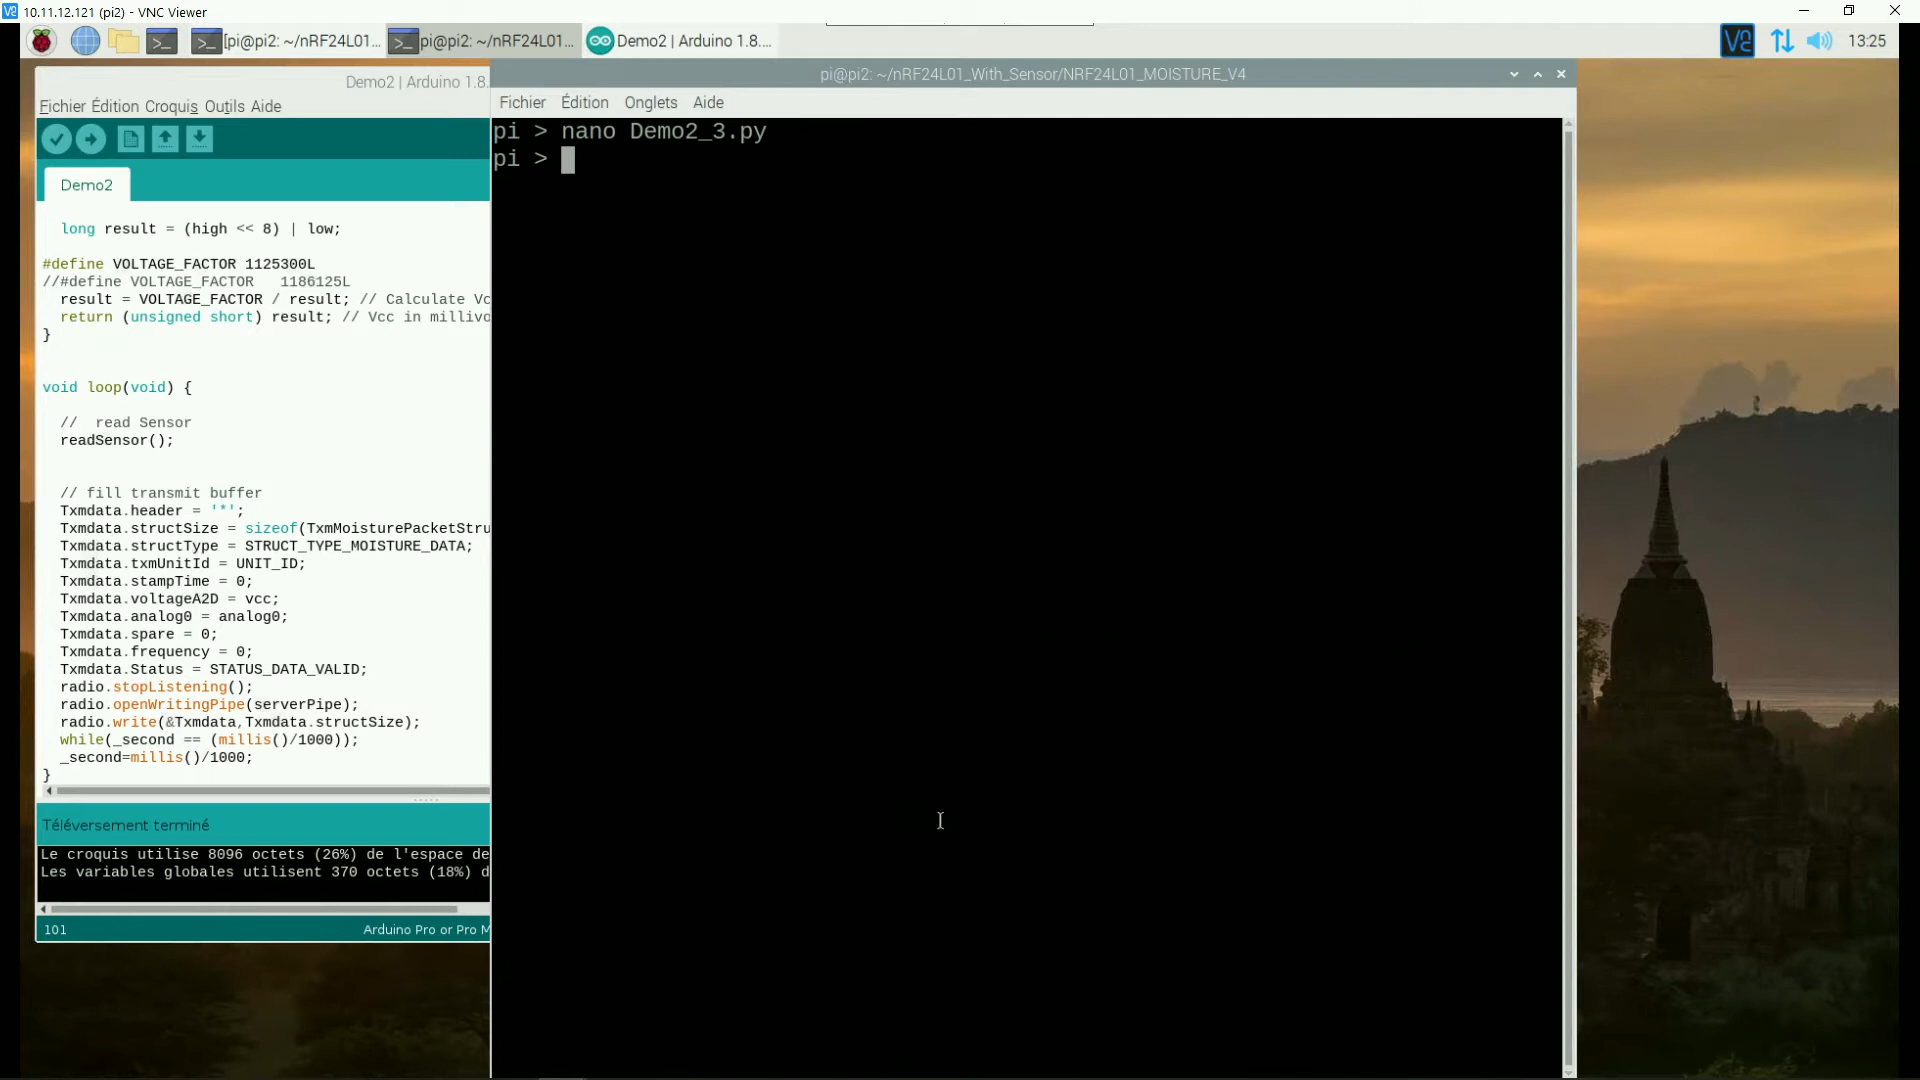 10.11.12.121 (pi2) - VNC Viewer
[pi@pi2: ~/nRF24L01...
pi@pi2: ~/nRF24L01...
Demo2 | Arduino 1.8....
13:25
Demo2 | Arduino 1.8.
Fichier Édition Croquis Outils Aide
Demo2
long result = (high << 8) | low;
#define VOLTAGE_FACTOR 1125300L
//#define VOLTAGE_FACTOR   1186125L
result = VOLTAGE_FACTOR / result; // Calculate Vc
return (unsigned short) result; // Vcc in millivo
}
void loop(void) {
//  read Sensor
readSensor();
// fill transmit buffer
Txmdata.header = '*';
Txmdata.structSize = sizeof(TxmMoisturePacketStru
Txmdata.structType = STRUCT_TYPE_MOISTURE_DATA;
Txmdata.txmUnitId = UNIT_ID;
Txmdata.stampTime = 0;
Txmdata.voltageA2D = vcc;
Txmdata.analog0 = analog0;
Txmdata.spare = 0;
Txmdata.frequency = 0;
Txmdata.Status = STATUS_DATA_VALID;
radio.stopListening();
radio.openWritingPipe(serverPipe);
radio.write(&Txmdata,Txmdata.structSize);
while(_second == (millis()/1000));
_second=millis()/1000;
}
Téléversement terminé
Le croquis utilise 8096 octets (26%) de l'espace de
Les variables globales utilisent 370 octets (18%) d
101
Arduino Pro or Pro M
pi@pi2: ~/nRF24L01_With_Sensor/NRF24L01_MOISTURE_V4
Fichier Édition Onglets Aide
pi > nano Demo2_3.py
pi >